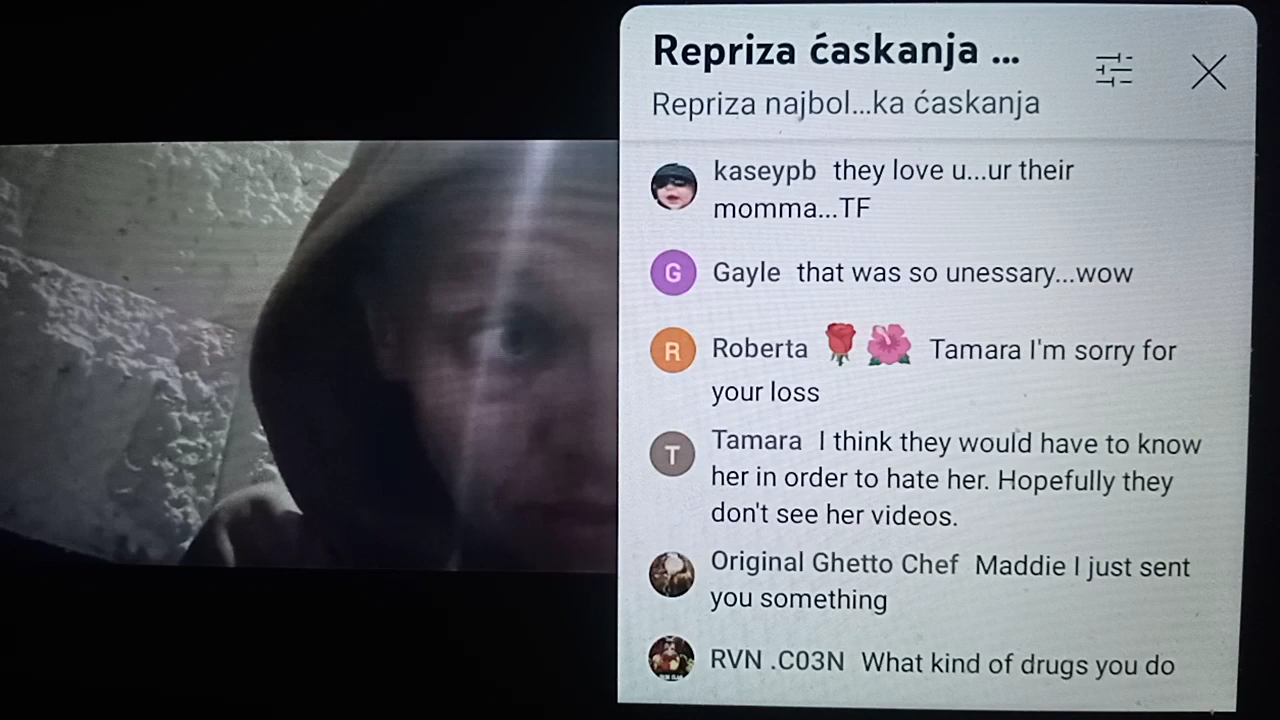 Repriza ćaskanja ...
Repriza najbol...ka ćaskanja
kaseypb they love u...ur their
momma...TF
G Gayle that was so unessary...wow
R Roberta 🌹🌺 Tamara I'm sorry for
your loss
T Tamara I think they would have to know
her in order to hate her. Hopefully they
don't see her videos.
Original Ghetto Chef Maddie I just sent
you something
RVN .C03N What kind of drugs you do